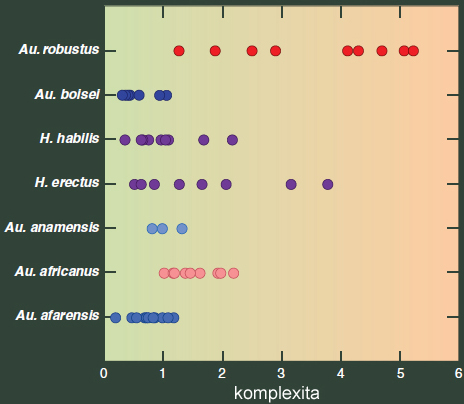 Au. robustus
Au. boisei
H. habilis
H. erectus
Au. anamensis
Au. africanus
Au. afarensis
0 1 2 3 4 5 6
komplexita